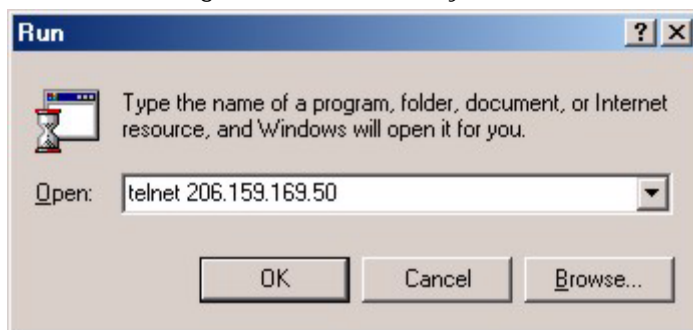 Run
Type the name of a program, folder, document, or Internet
resource, and Windows will open it for you.
Open: telnet 206.159.169.50
OK Cancel Browse...